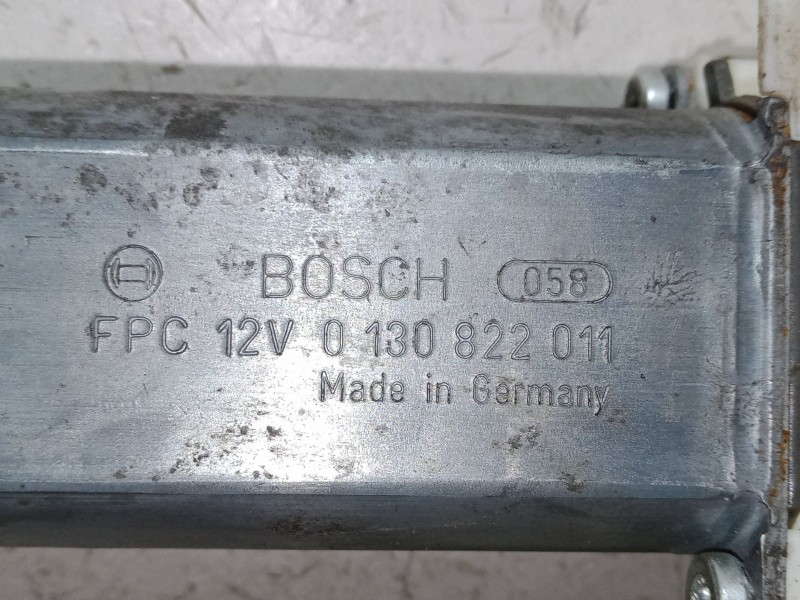 BOSCH 058
FPC 12V 0 130 822 011
Made in Germany